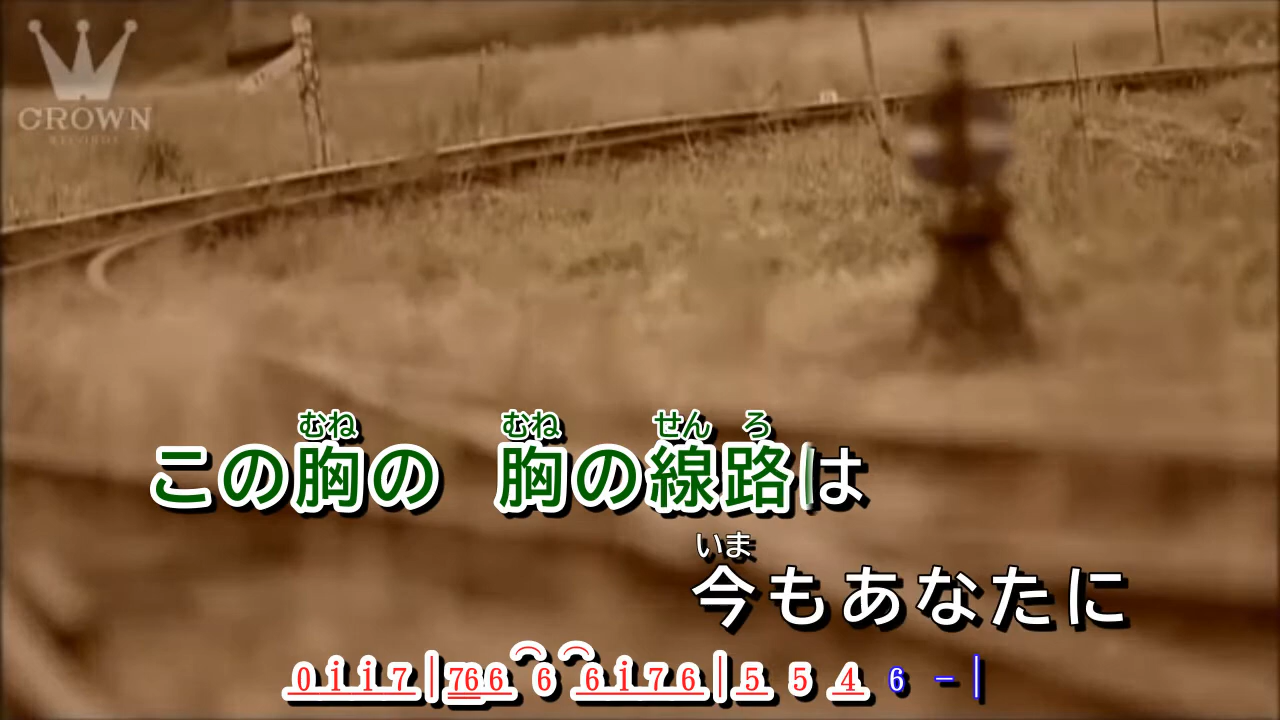 CROWN
RECORDS
むね むね せん ろ
この胸の 胸の線路は
いま
今もあなたに
0 i i 7 | 7 6 6 6 6 i 7 6 | 5 5 4 6 − |